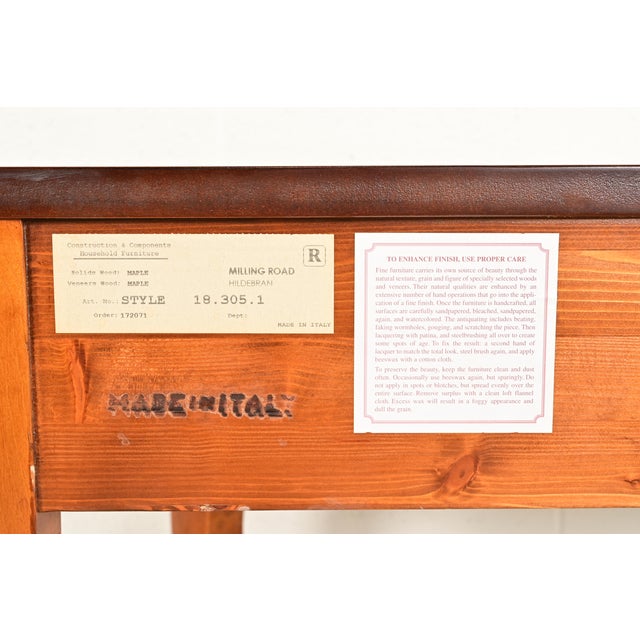 Construction & Components
Household Furniture
R
Solids Wood: MAPLE
Veneers Wood: MAPLE
MILLING ROAD
HILDEBRAN
Art. No.: STYLE 18.305.1
Order: 172071 Dept:
MADE IN ITALY
MADE IN ITALY
TO ENHANCE FINISH, USE PROPER CARE
Fine furniture carries its own source of beauty through the
natural texture, grain and figure of specially selected woods
and veneers. Their natural qualities are enhanced by an
extensive number of hand operations that go into the appli-
cation of a fine finish. Once the furniture is handcrafted, all
surfaces are carefully sandpapered, bleached, sandpapered,
again, and watercolored. The antiquating includes beating,
faking wormholes, gouging, and scratching the piece. Then
lacquering with patina, and steelbrushing all over to create
some spots of age. To fix the result: a second hand of
lacquer to match the total look, steel brush again, and apply
beeswax with a cotton cloth.
To preserve the beauty, keep the furniture clean and dust
often. Occasionally use beeswax again, but sparingly. Do
not apply in spots or blotches, but spread evenly over the
entire surface. Remove surplus with a clean loft flannel
cloth. Excess wax will result in a foggy appearance and
dull the grain.